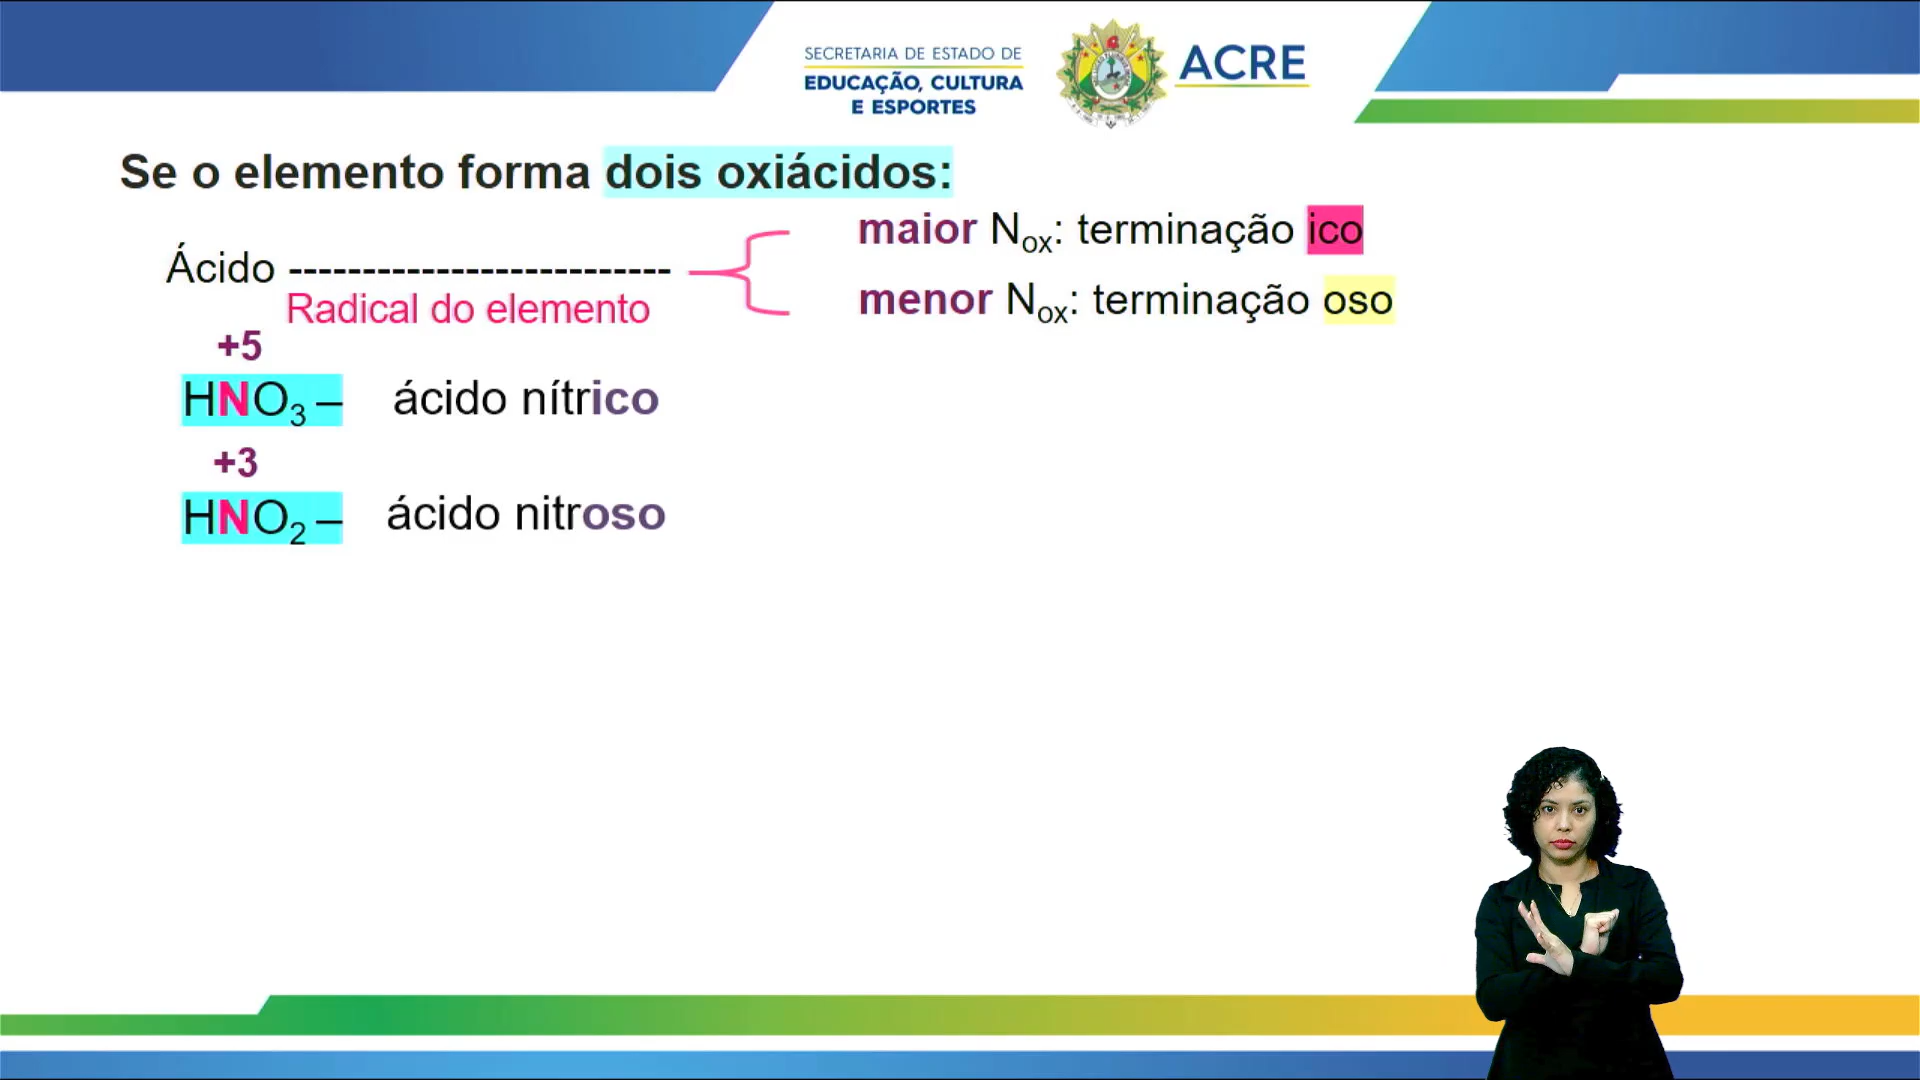 SECRETARIA DE ESTADO DE
EDUCAÇÃO, CULTURA
E ESPORTES
ACRE
Se o elemento forma dois oxiácidos:
maior Nox: terminação ico
Ácido --------------------------
menor Nox: terminação oso
Radical do elemento
+5
HNO3 – ácido nítrico
+3
HNO2 – ácido nitroso